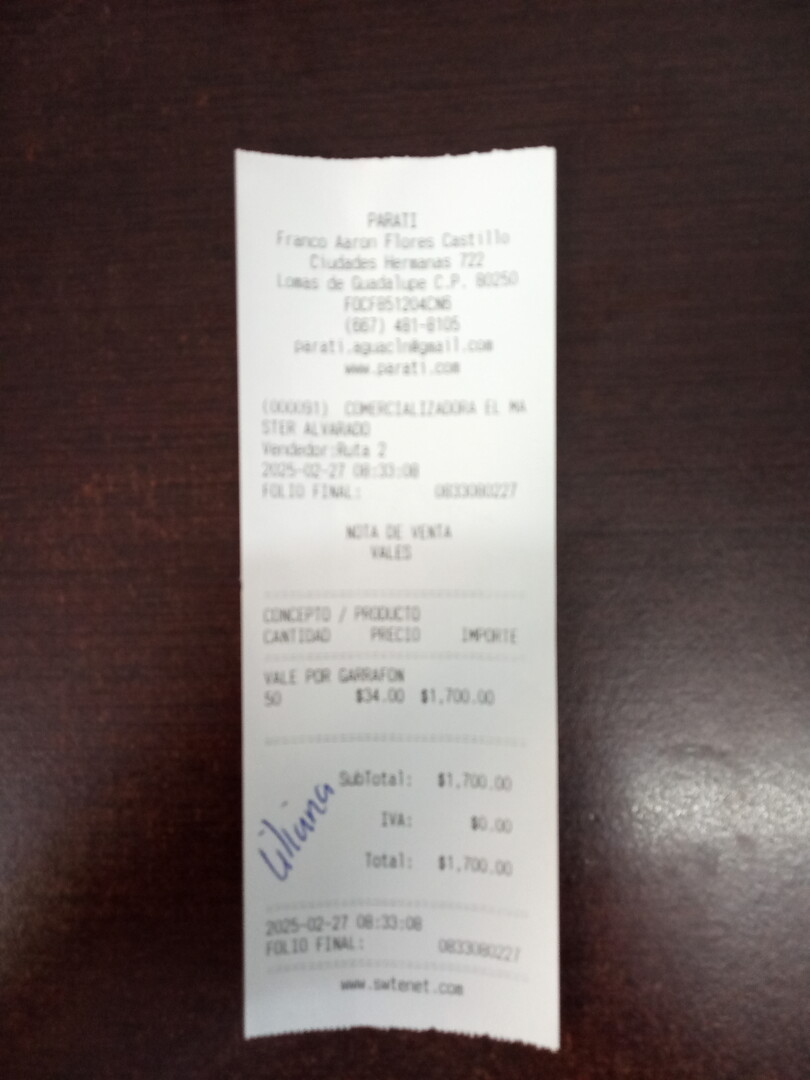 PARATI
Franco Aaron Flores Castillo
Ciudades Hermanas 722
Lomas de Guadalupe C.P. 80250
FOCF851204CN6
(667) 481-8105
parati.aguacln@gmail.com
www.parati.com
(000091) COMERCIALIZADORA EL MA
STER ALVARADO
Vendedor:Ruta 2
2025-02-27 08:33:08
FOLIO FINAL: 0833080227
NOTA DE VENTA
VALES
CONCEPTO / PRODUCTO
CANTIDAD PRECIO IMPORTE
VALE POR GARRAFON
50 $34.00 $1,700.00
SubTotal: $1,700.00
IVA: $0.00
Total: $1,700.00
Liliana
2025-02-27 08:33:08
FOLIO FINAL: 0833080227
www.swtenet.com